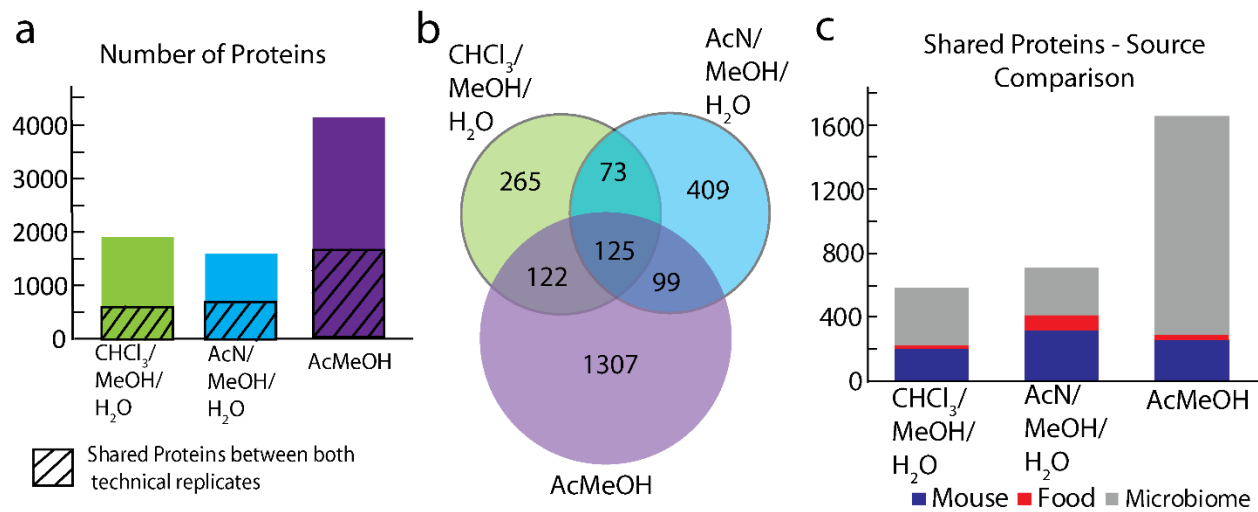 a
Number of Proteins
4000
3000
2000
1000
0
CHCl₃/
MeOH/
H₂O
AcN/
MeOH/
H₂O
AcMeOH
Shared Proteins between both
technical replicates
b
CHCl₃/
MeOH/
H₂O
AcN/
MeOH/
H₂O
265
73
409
125
122
99
1307
AcMeOH
c
Shared Proteins - Source
Comparison
1600
1200
800
400
0
CHCl₃/
MeOH/
H₂O
AcN/
MeOH/
H₂O
AcMeOH
Mouse Food Microbiome